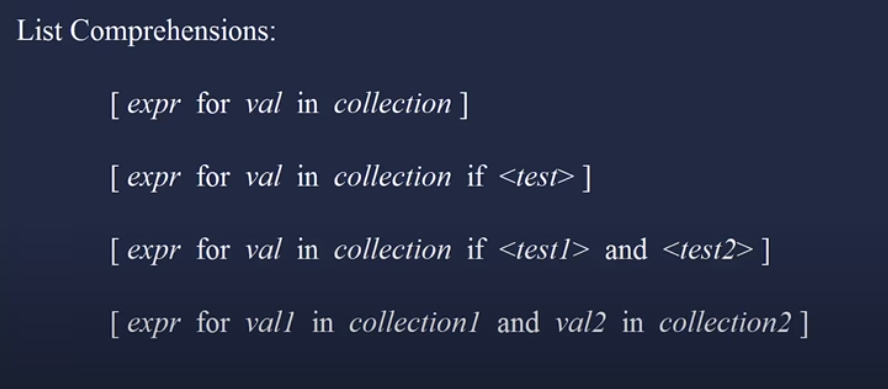 List Comprehensions:
[ expr for val in collection ]
[ expr for val in collection if <test> ]
[ expr for val in collection if <test1> and <test2> ]
[ expr for val1 in collection1 and val2 in collection2 ]